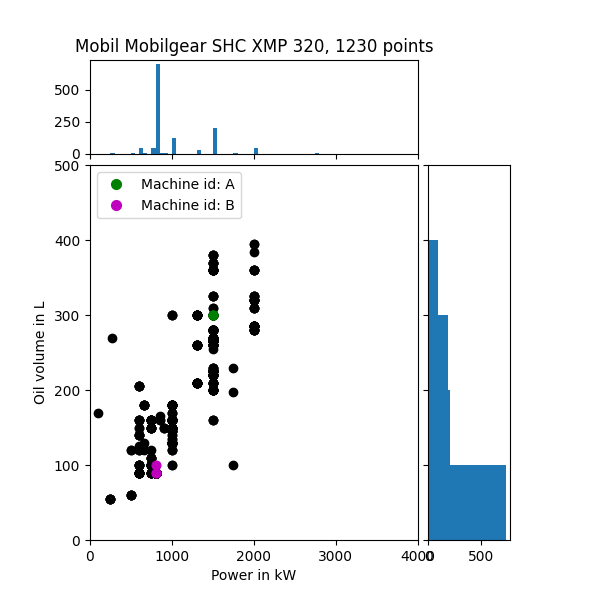 Mobil Mobilgear SHC XMP 320, 1230 points
500
250
0
500
400
300
200
100
0
Oil volume in L
Machine id: A
Machine id: B
0 1000 2000 3000 4000
Power in kW
0 500